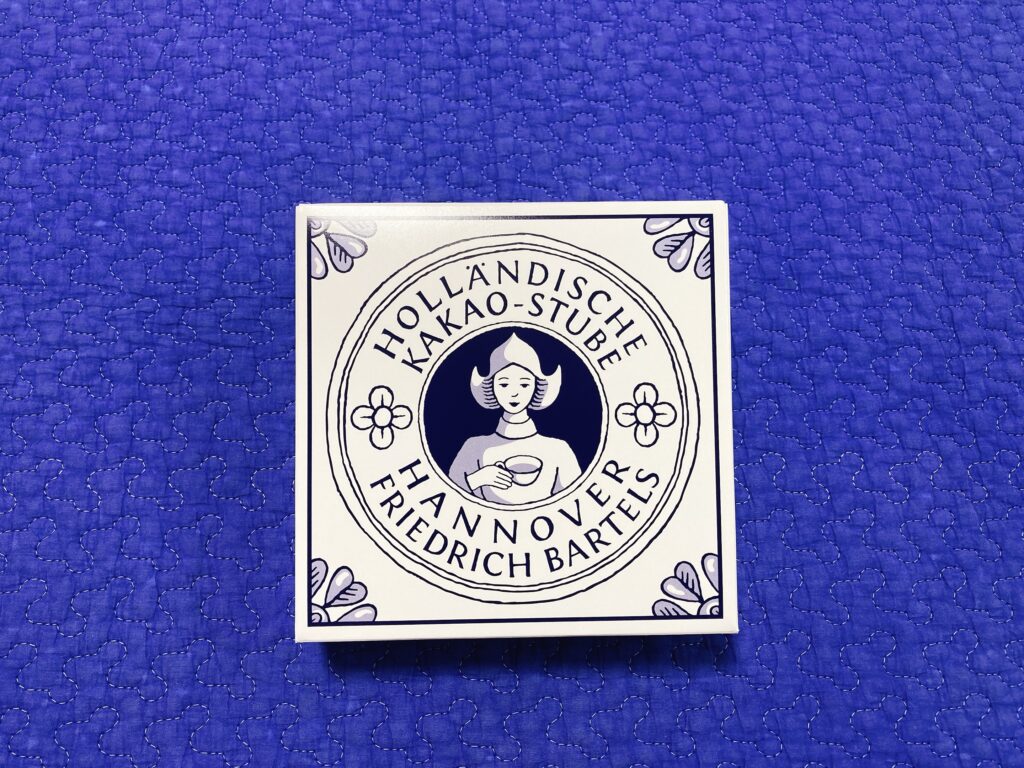 HOLLÄNDISCHE
KAKAO-STUBE
HANNOVER
FRIEDRICH BARTELS